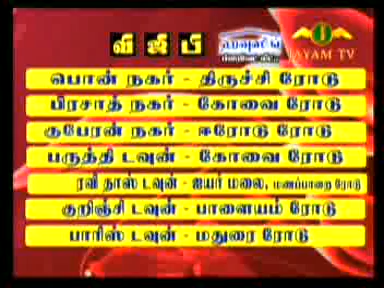 வி ஜி பி ஹவுஸிங்
JAYAM TV
பொன் நகர் - திருச்சி ரோடு
பிரசாத் நகர் - கோவை ரோடு
குபேரன் நகர் - ஈரோடு ரோடு
பருத்தி டவுன் - கோவை ரோடு
ரவி தாஸ் டவுன் - ஐயர் மலை, மணப்பாறை ரோடு
குறிஞ்சி டவுன் - பாளையம் ரோடு
பாரிஸ் டவுன் - மதுரை ரோடு